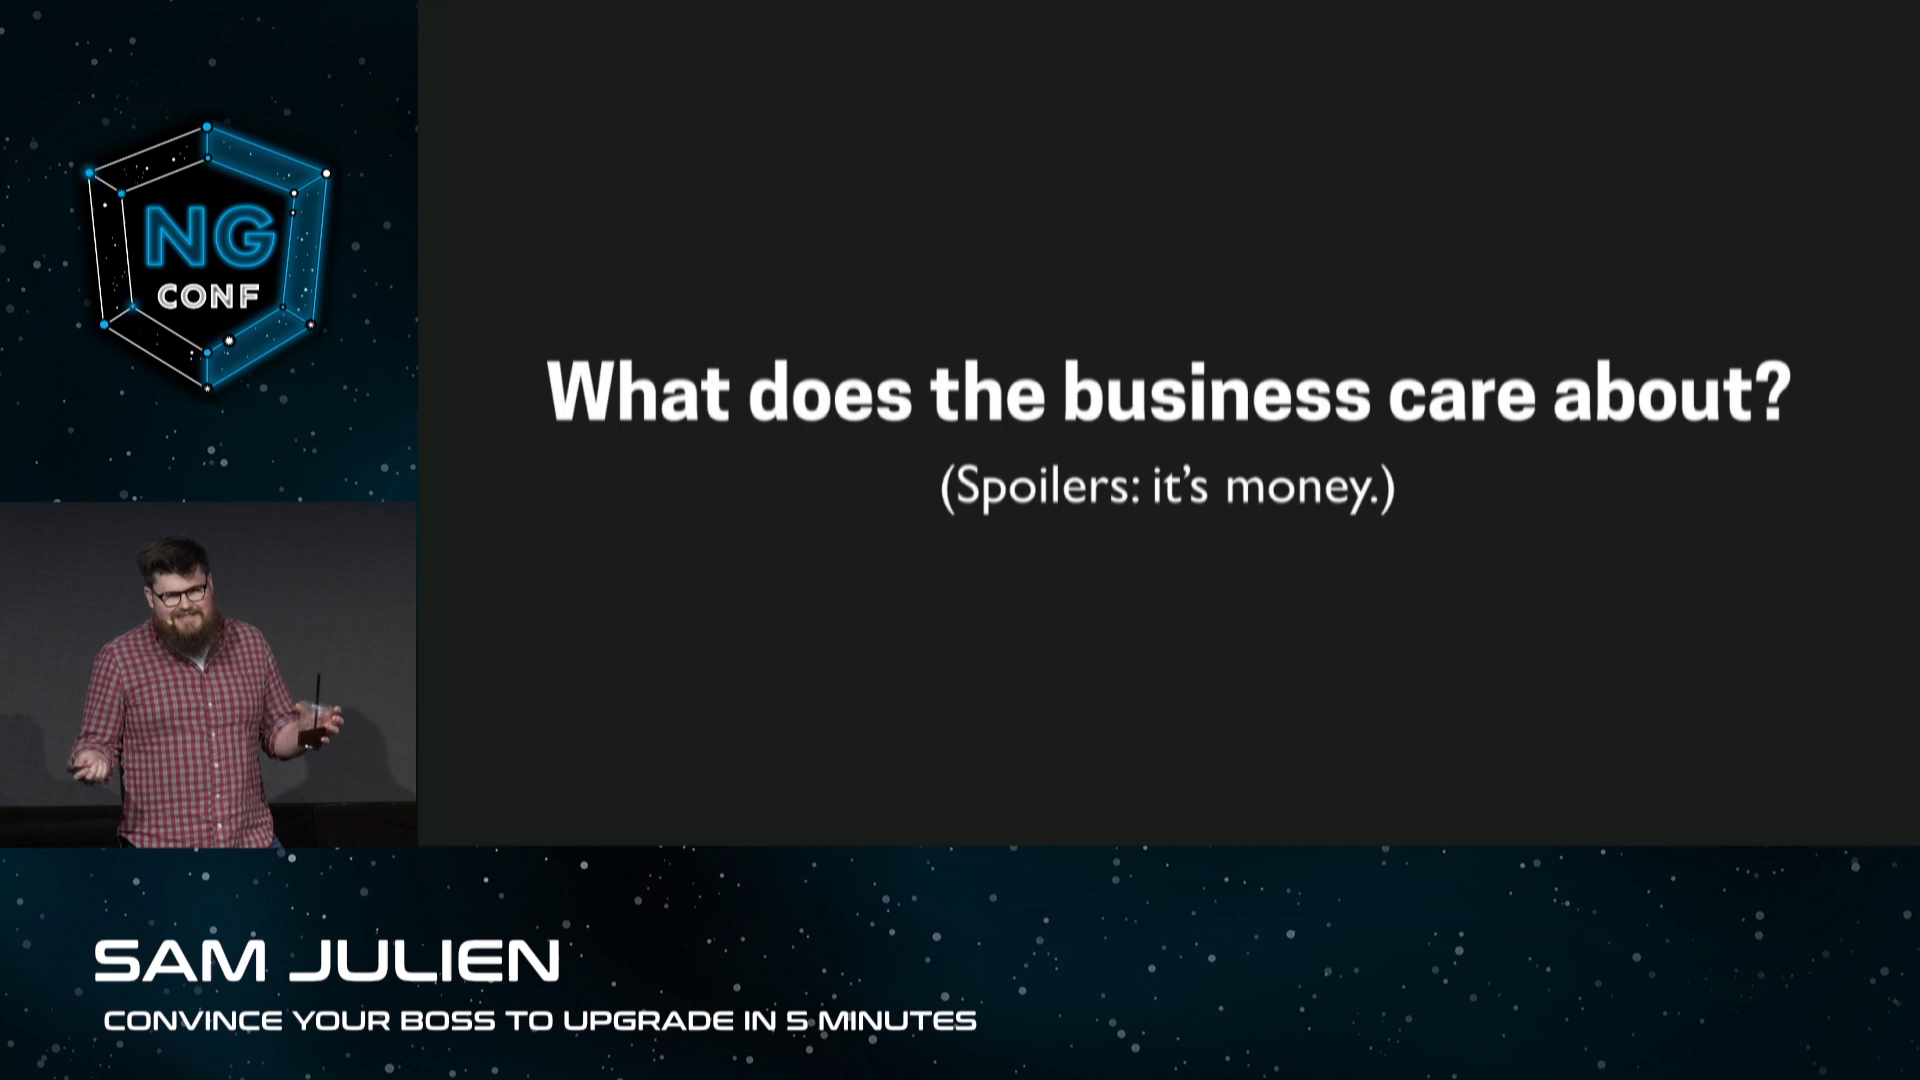 NG
CONF
What does the business care about?
(Spoilers: it's money.)
SAM JULIEN
CONVINCE YOUR BOSS TO UPGRADE IN 5 MINUTES